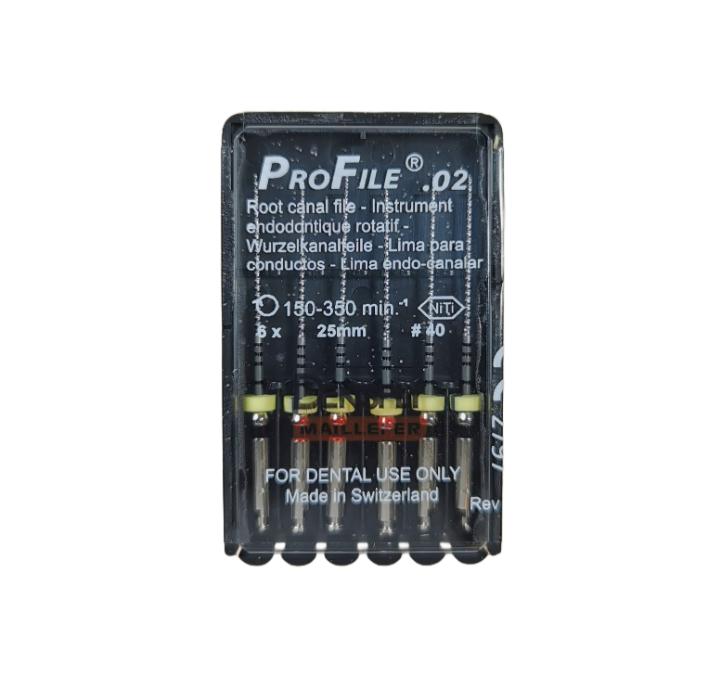 PROFILE® .02
Root canal file - Instrument
endodontique rotatif -
Wurzelkanalfeile - Lima para
conductos - Lima endo-canalar
150-350 min.-1 NiTi
6 x 25mm # 40
MAILLEFER
FOR DENTAL USE ONLY
Made in Switzerland
Rev